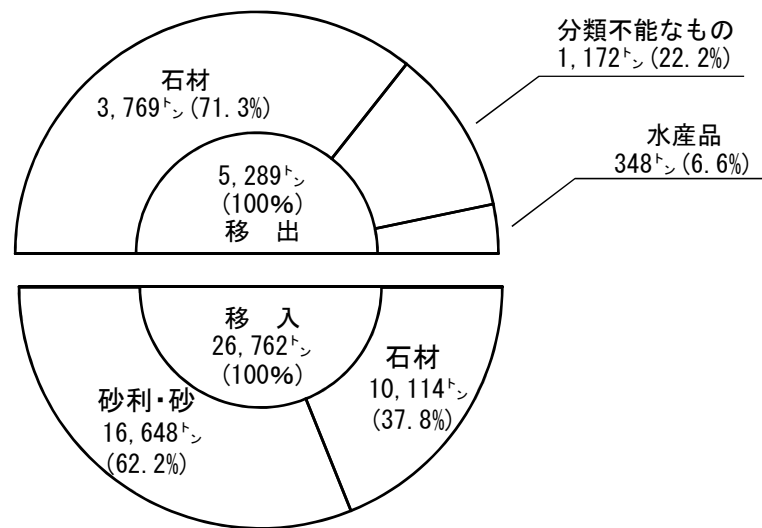 分類不能なもの
1,172㌧(22.2%)
石材
3,769㌧(71.3%)
水産品
348㌧(6.6%)
5,289㌧
(100%)
移 出
移 入
26,762㌧
(100%)
石材
10,114㌧
(37.8%)
砂利・砂
16,648㌧
(62.2%)